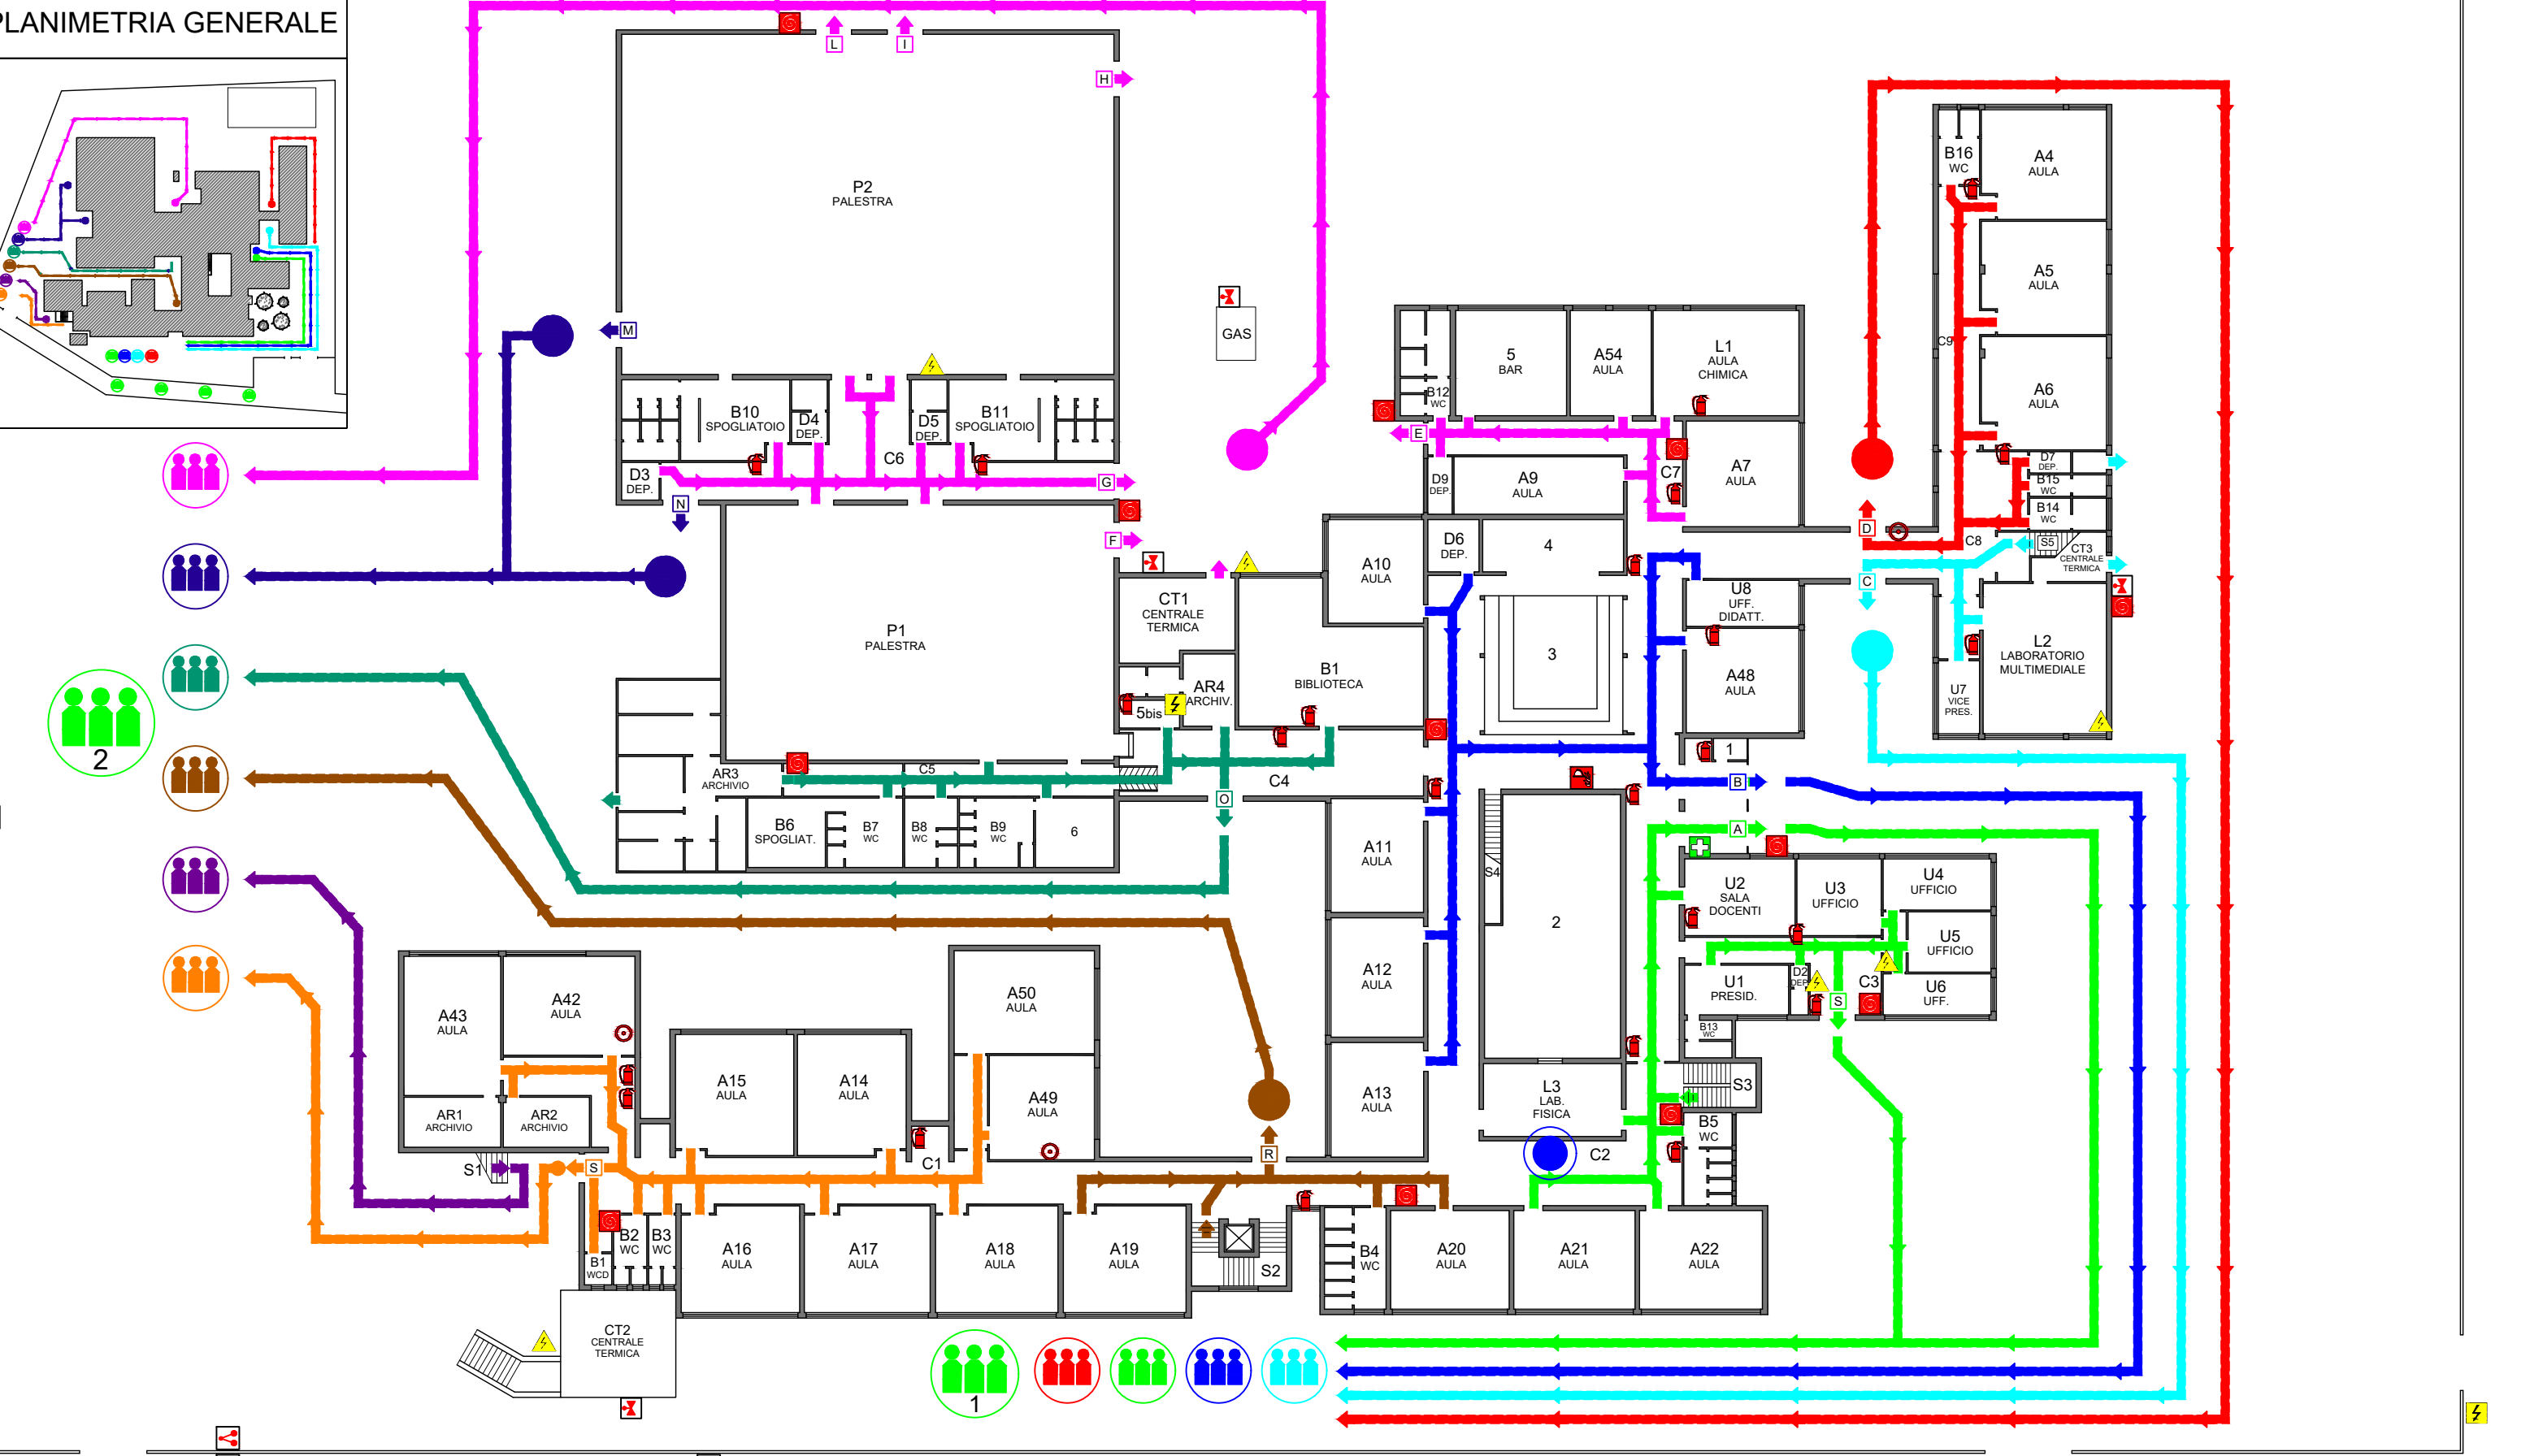 PLANIMETRIA GENERALE
L
I
H
P2
PALESTRA
M
GAS
B10
SPOGLIATOIO
D4
DEP.
D5
DEP.
B11
SPOGLIATOIO
D3
DEP.
C6
G
N
F
P1
PALESTRA
CT1
CENTRALE
TERMICA
AR4
ARCHIV.
5bis
B1
BIBLIOTECA
A10
AULA
D6
DEP.
4
3
B12
WC
5
BAR
A54
AULA
L1
AULA
CHIMICA
E
D9
DEP.
A9
AULA
C7
A7
AULA
U8
UFF.
DIDATT.
A48
AULA
1
B
A
B16
WC
A4
AULA
A5
AULA
C9
A6
AULA
D7
DEP.
B15
WC
B14
WC
D
C8
S5
CT3
CENTRALE
TERMICA
C
L2
LABORATORIO
MULTIMEDIALE
U7
VICE
PRES.
2
AR3
ARCHIVIO
C5
C4
O
B6
SPOGLIAT.
B7
WC
B8
WC
B9
WC
6
A11
AULA
A12
AULA
A13
AULA
S4
2
L3
LAB.
FISICA
C2
U2
SALA
DOCENTI
U3
UFFICIO
U4
UFFICIO
U5
UFFICIO
U6
UFF.
U1
PRESID.
D2
DEP.
C3
S
B13
WC
S3
B5
WC
A43
AULA
A42
AULA
AR1
ARCHIVIO
AR2
ARCHIVIO
S1
S
A15
AULA
A14
AULA
C1
A50
AULA
A49
AULA
R
B1
WCD
B2
WC
B3
WC
A16
AULA
A17
AULA
A18
AULA
A19
AULA
S2
B4
WC
A20
AULA
A21
AULA
A22
AULA
CT2
CENTRALE
TERMICA
1